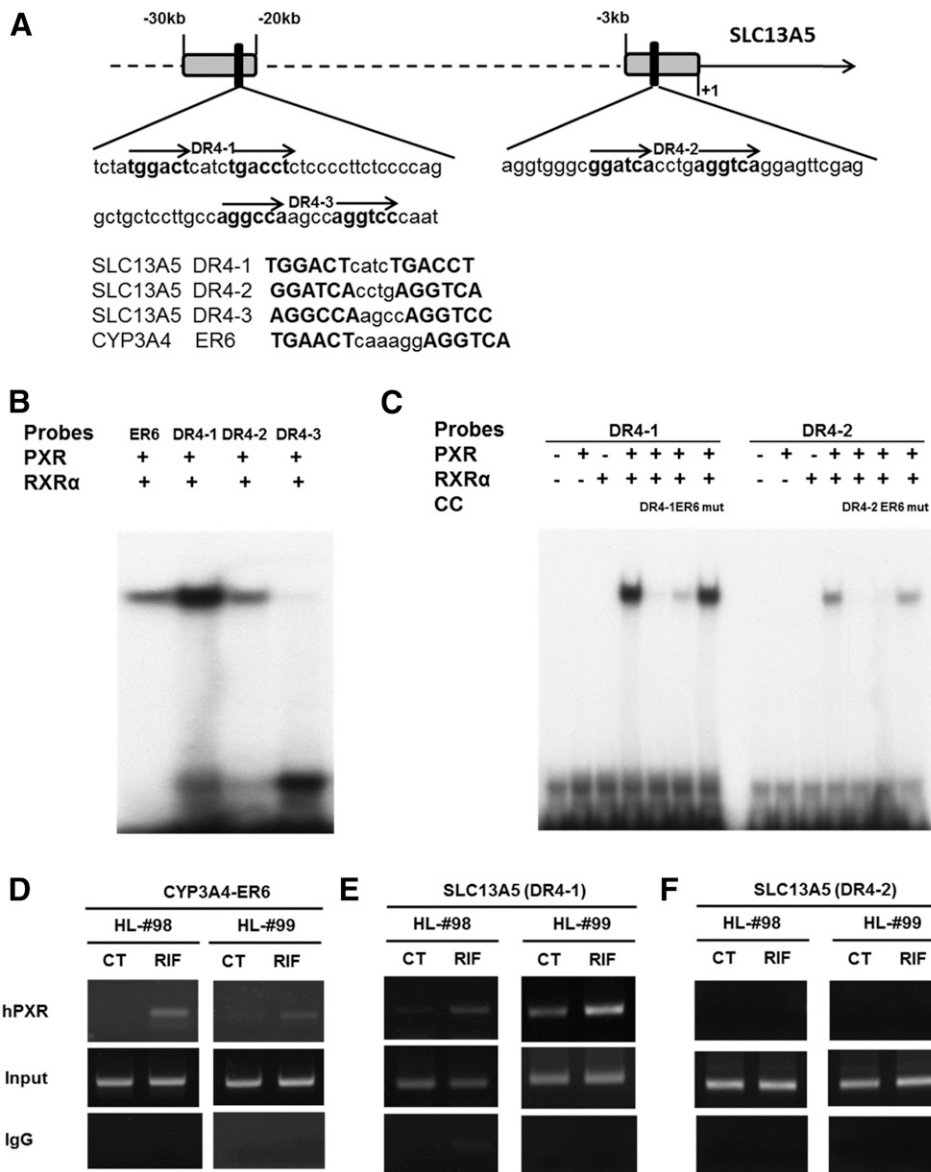 A
-30kb -20kb -3kb SLC13A5
+1
DR4-1 DR4-2
tctatggactcatctgacctctccccttctccccag aggtgggcggatcacctgaggtcaggagttcgag
DR4-3
gctgctccttgccaggccaagccaggtcccaat
SLC13A5 DR4-1 TGGACTcatcTGACCT
SLC13A5 DR4-2 GGATCAcctgAGGTCA
SLC13A5 DR4-3 AGGCCAagccAGGTCC
CYP3A4 ER6 TGAACTcaaaggAGGTCA
B
Probes ER6 DR4-1 DR4-2 DR4-3
PXR + + + +
RXRα + + + +
C
Probes DR4-1 DR4-2
PXR - + - + + + + - + - + + + +
RXRα - - + + + + + - - + + + + +
CC DR4-1 ER6 mut DR4-2 ER6 mut
D CYP3A4-ER6
HL-#98 HL-#99
CT RIF CT RIF
hPXR
Input
IgG
E SLC13A5 (DR4-1)
HL-#98 HL-#99
CT RIF CT RIF
F SLC13A5 (DR4-2)
HL-#98 HL-#99
CT RIF CT RIF